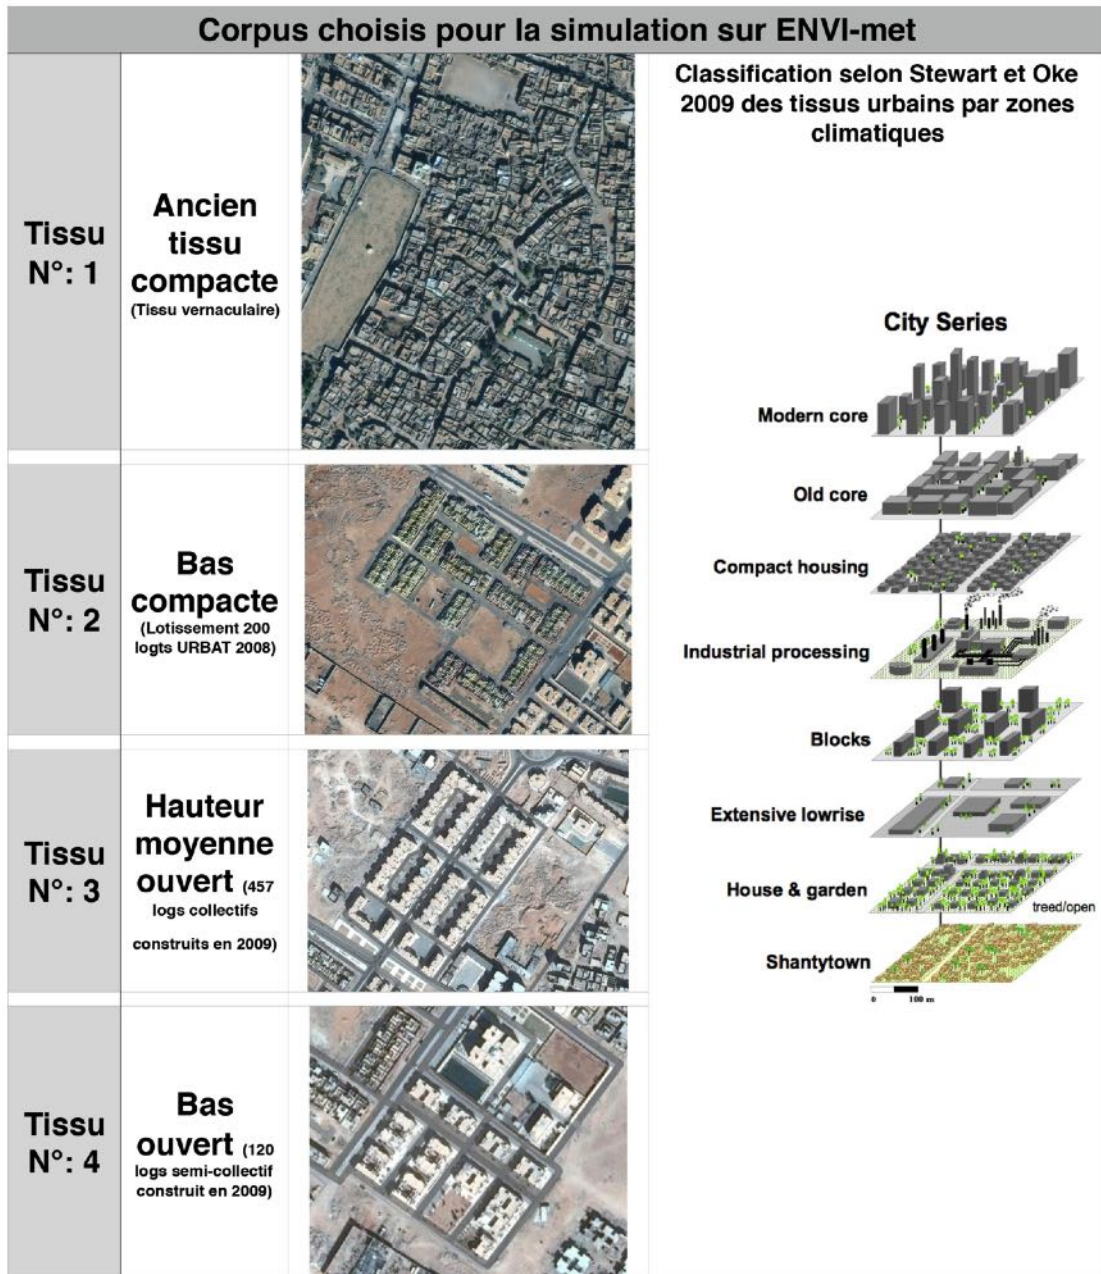 Corpus choisis pour la simulation sur ENVI-met
Tissu
N°: 1
Ancien
tissu
compacte
(Tissu vernaculaire)
Tissu
N°: 2
Bas
compacte
(Lotissement 200
logts URBAT 2008)
Tissu
N°: 3
Hauteur
moyenne
ouvert (457
logs collectifs
construits en 2009)
Tissu
N°: 4
Bas
ouvert (120
logs semi-collectif
construit en 2009)
Classification selon Stewart et Oke
2009 des tissus urbains par zones
climatiques
City Series
Modern core
Old core
Compact housing
Industrial processing
Blocks
Extensive lowrise
House & garden
treed/open
Shantytown
0 100 m